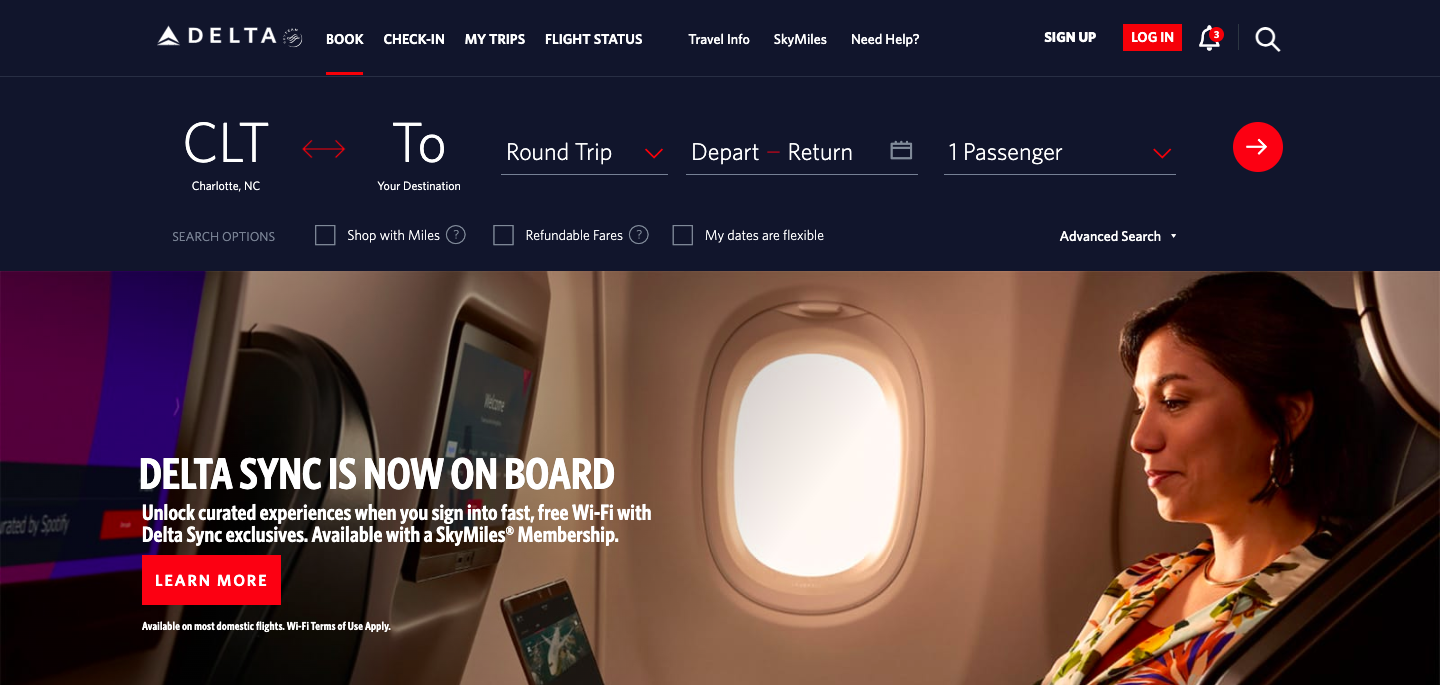 DELTA
BOOK CHECK-IN MY TRIPS FLIGHT STATUS Travel Info SkyMiles Need Help? SIGN UP LOG IN 3
CLT To Round Trip Depart — Return 1 Passenger
Charlotte, NC Your Destination
SEARCH OPTIONS Shop with Miles ? Refundable Fares ? My dates are flexible Advanced Search
Welcome
DELTA SYNC IS NOW ON BOARD
Unlock curated experiences when you sign into fast, free Wi-Fi with
Delta Sync exclusives. Available with a SkyMiles® Membership.
by Spotify
LEARN MORE
Available on most domestic flights. Wi-Fi Terms of Use Apply.